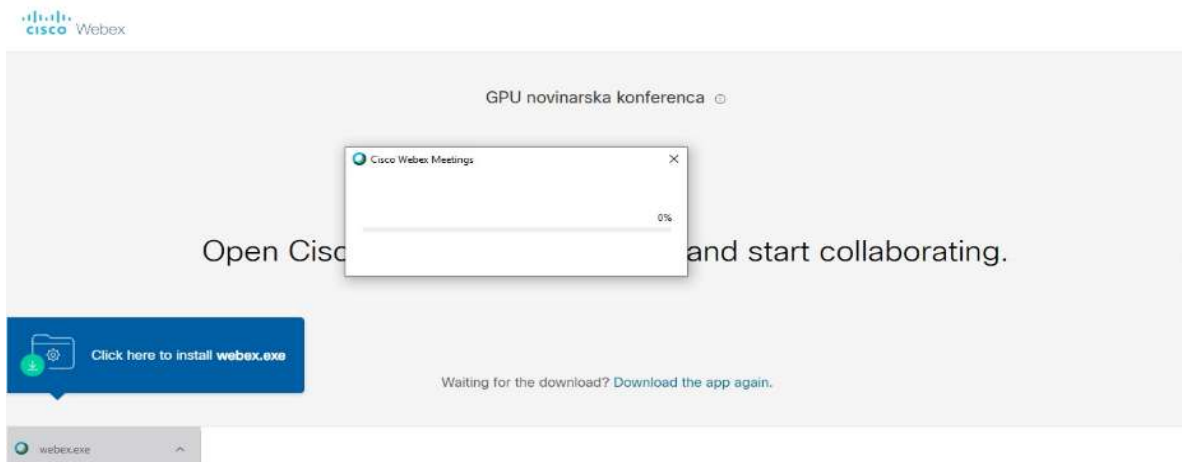 cisco Webex
GPU novinarska konferenca
Cisco Webex Meetings
0%
Open Cisc and start collaborating.
Click here to install webex.exe
Waiting for the download? Download the app again.
webex.exe